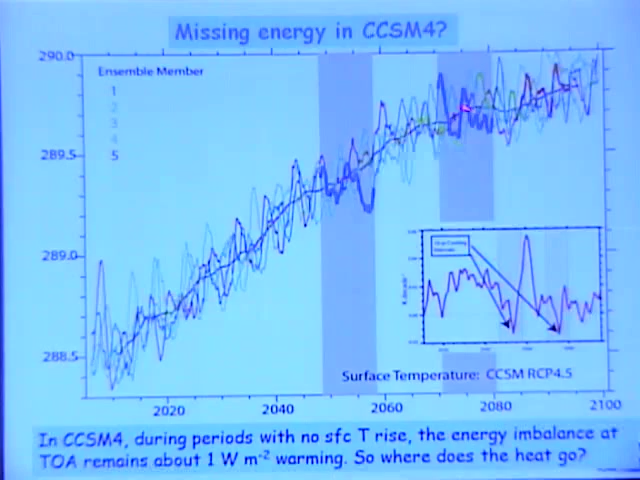 Missing energy in CCSM4?
290.0
Ensemble Member
1
2
3
4
5
289.5
289.0
288.5
Surface Temperature: CCSM RCP4.5
2020 2040 2060 2080 2100
In CCSM4, during periods with no sfc T rise, the energy imbalance at
TOA remains about 1 W m⁻² warming. So where does the heat go?